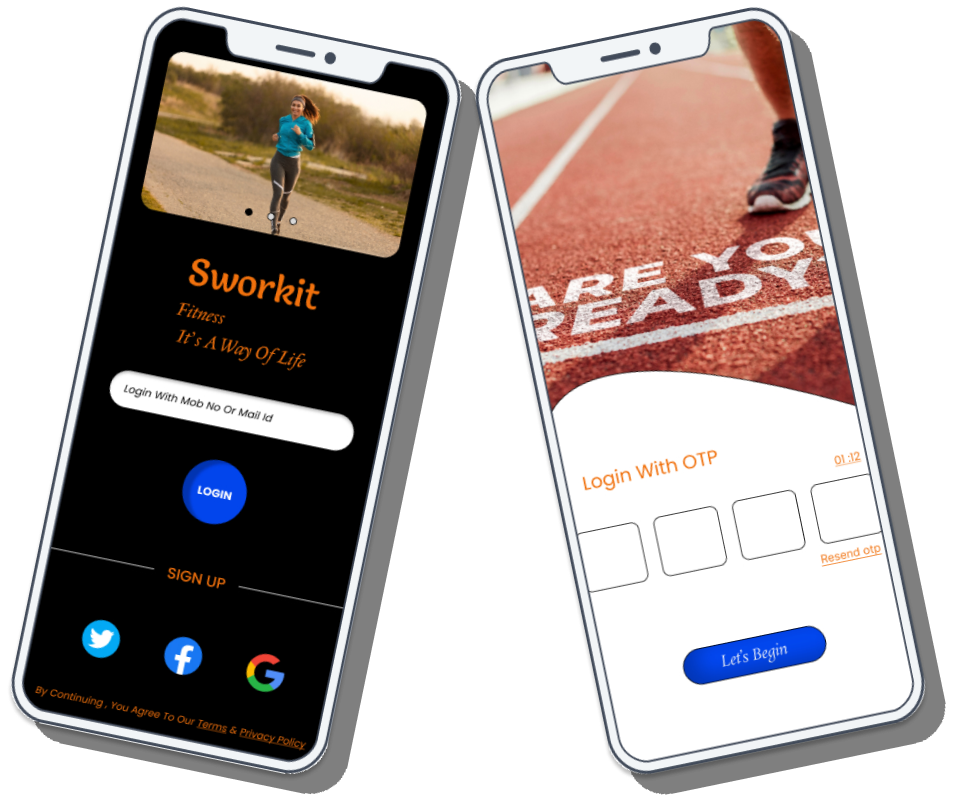 Sworkit
Fitness
It's A Way Of Life
Login With Mob No Or Mail Id
LOGIN
SIGN UP
By Continuing , You Agree To Our Terms & Privacy Policy
ARE YOU
READY
Login With OTP
01 :12
Resend otp
Let's Begin